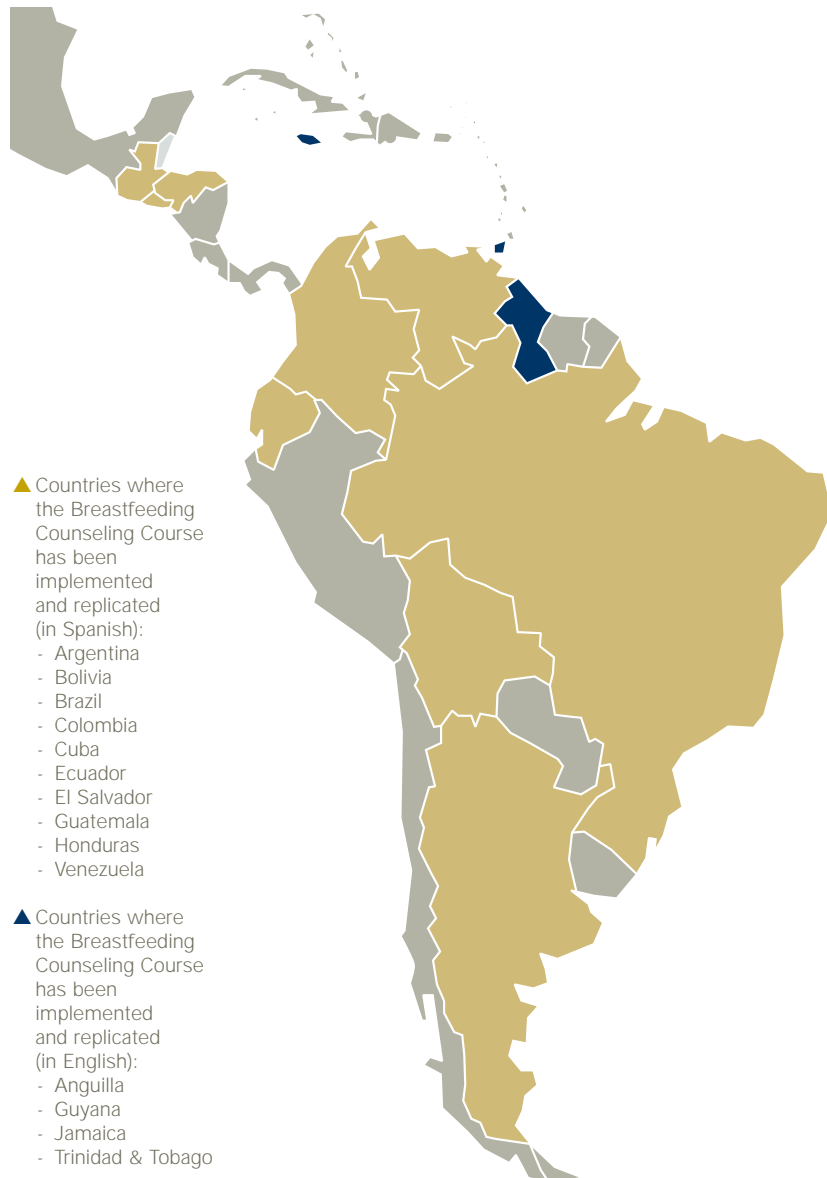 Countries where
the Breastfeeding
Counseling Course
has been
implemented
and replicated
(in Spanish):
- Argentina
- Bolivia
- Brazil
- Colombia
- Cuba
- Ecuador
- El Salvador
- Guatemala
- Honduras
- Venezuela
Countries where
the Breastfeeding
Counseling Course
has been
implemented
and replicated
(in English):
- Anguilla
- Guyana
- Jamaica
- Trinidad & Tobago